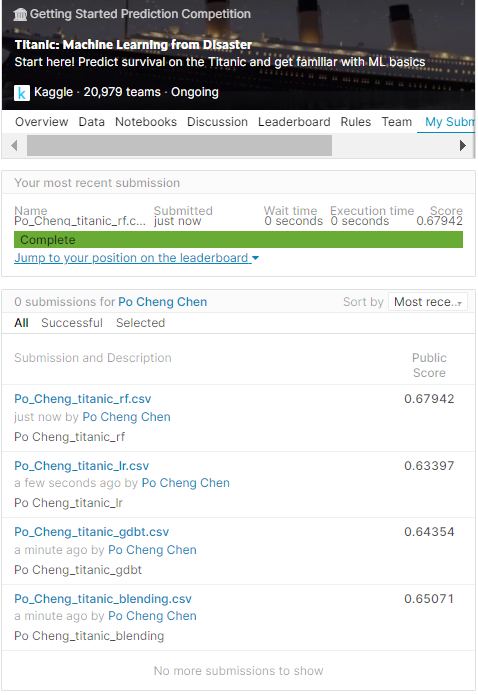 Getting Started Prediction Competition
Titanic: Machine Learning from Disaster
Start here! Predict survival on the Titanic and get familiar with ML basics
k Kaggle · 20,979 teams · Ongoing
Overview Data Notebooks Discussion Leaderboard Rules Team My Subm
Your most recent submission
Name Submitted Wait time Execution time Score
Po_Cheng_titanic_rf.c... just now 0 seconds 0 seconds 0.67942
Complete
Jump to your position on the leaderboard
0 submissions for Po Cheng Chen Sort by Most rece...
All Successful Selected
Submission and Description Public
Score
Po_Cheng_titanic_rf.csv 0.67942
just now by Po Cheng Chen
Po Cheng_titanic_rf
Po_Cheng_titanic_lr.csv 0.63397
a few seconds ago by Po Cheng Chen
Po Cheng_titanic_lr
Po_Cheng_titanic_gdbt.csv 0.64354
a minute ago by Po Cheng Chen
Po Cheng_titanic_gdbt
Po_Cheng_titanic_blending.csv 0.65071
a minute ago by Po Cheng Chen
Po Cheng_titanic_blending
No more submissions to show